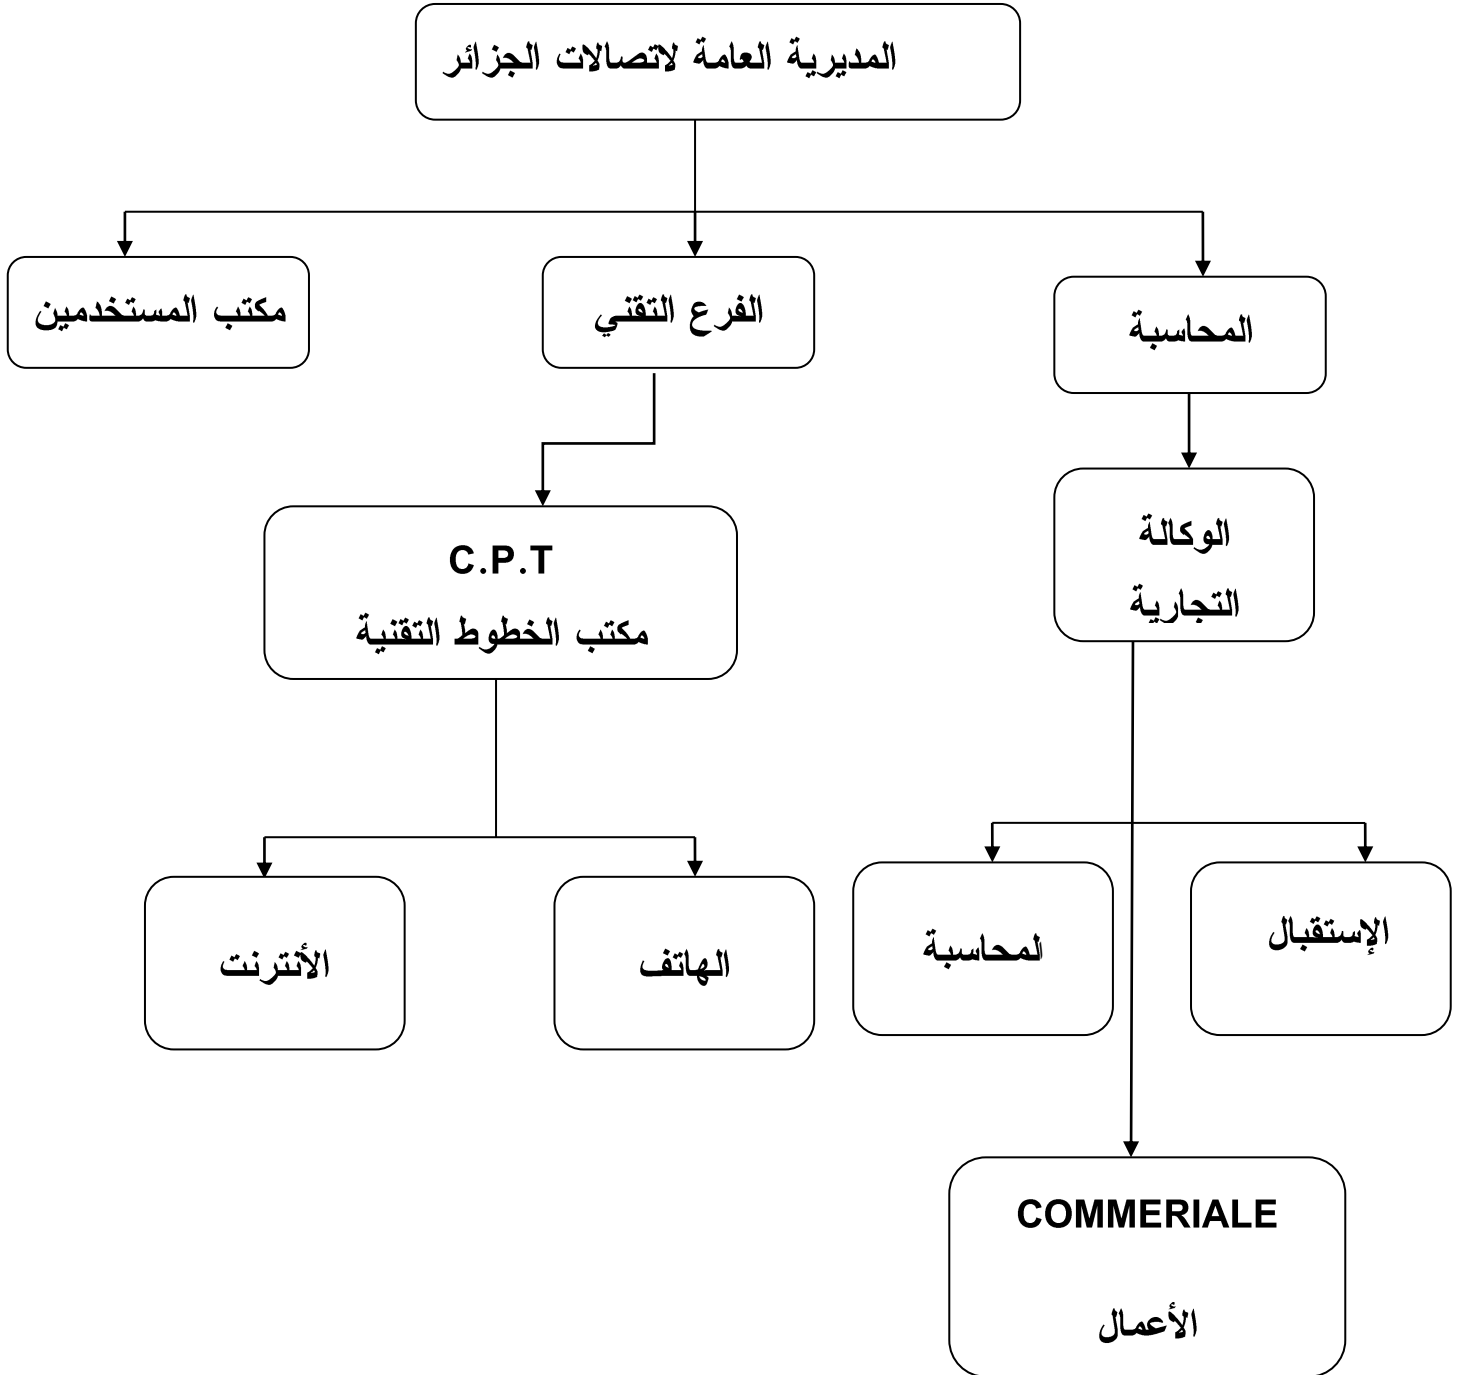 المديرية العامة لاتصالات الجزائر
المحاسبة
الفرع التقني
مكتب المستخدمين
الوكالة
التجارية
C.P.T
مكتب الخطوط التقنية
الإستقبال
المحاسبة
الهاتف
الأنترنت
COMMERIALE
الأعمال